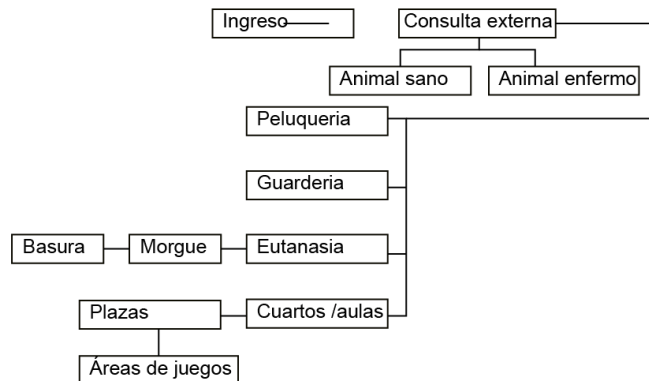 Ingreso
Consulta externa
Animal sano
Animal enfermo
Peluqueria
Guarderia
Basura
Morgue
Eutanasia
Plazas
Cuartos /aulas
Áreas de juegos